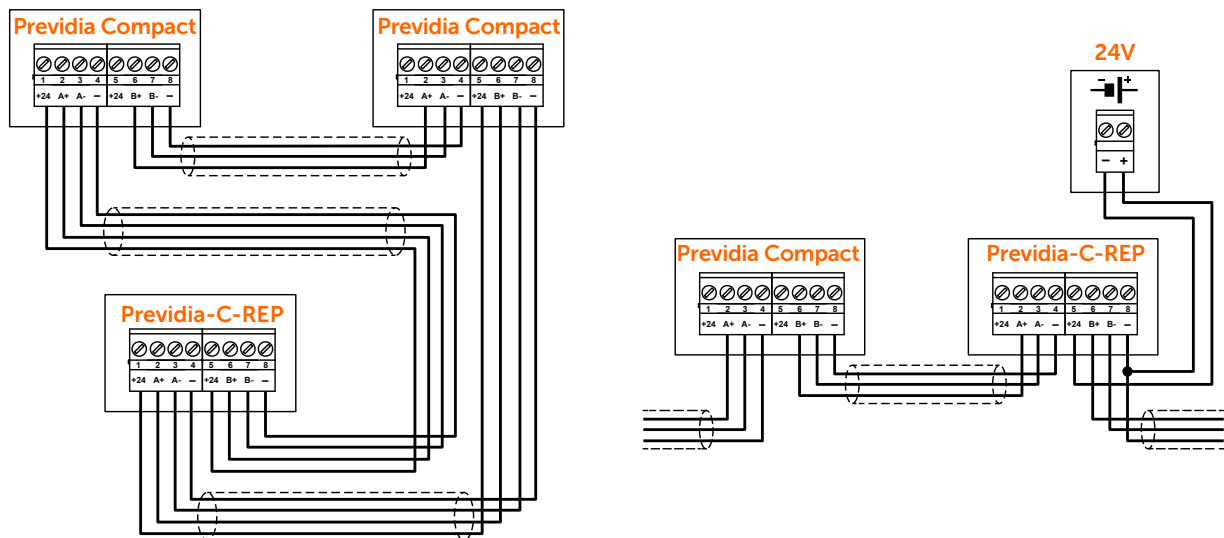 Previdia Compact
1 2 3 4 5 6 7 8
+24 A+ A- – +24 B+ B- –
Previdia Compact
1 2 3 4 5 6 7 8
+24 A+ A- – +24 B+ B- –
Previdia-C-REP
1 2 3 4 5 6 7 8
+24 A+ A- – +24 B+ B- –
24V
- +
– +
Previdia Compact
1 2 3 4 5 6 7 8
+24 A+ A- – +24 B+ B- –
Previdia-C-REP
1 2 3 4 5 6 7 8
+24 A+ A- – +24 B+ B- –